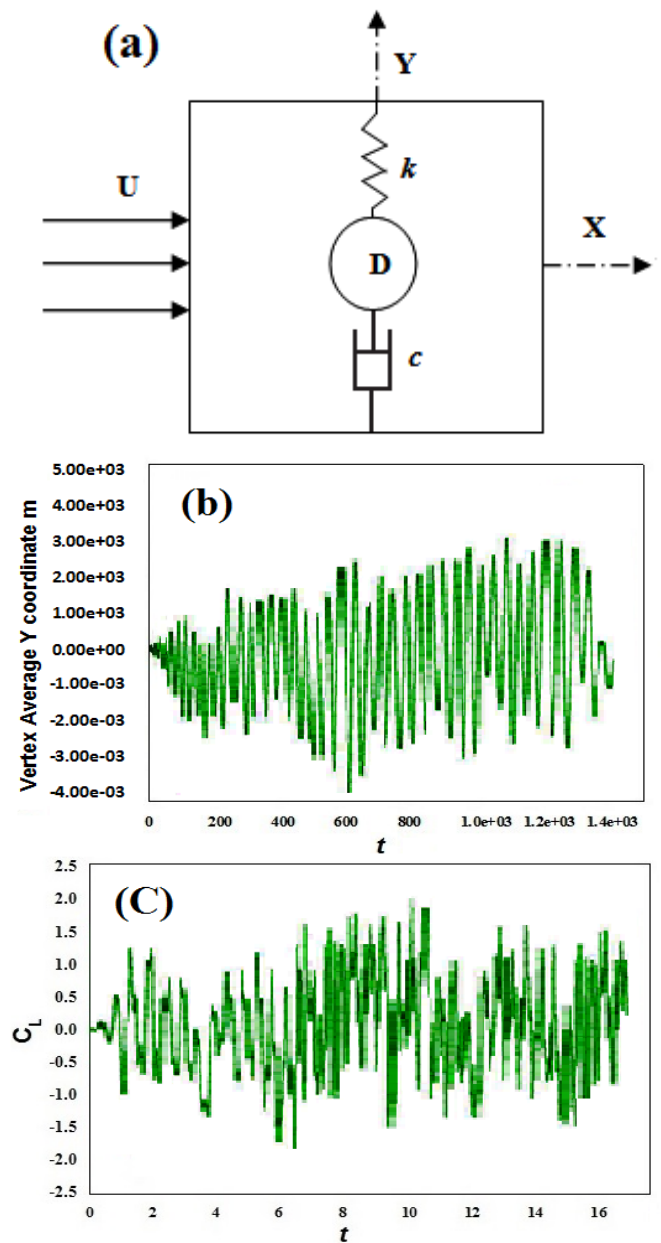 (a)
Y
k
U
X
D
c
5.00e+03
(b)
4.00e+03
3.00e+03
2.00e+03
1.00e+03
0.00e+00
-1.00e-03
-2.00e-03
-3.00e-03
-4.00e-03
Vertex Average Y coordinate m
0 200 400 600 800 1.0e+03 1.2e+03 1.4e+03
t
2.5
(C)
2.0
1.5
1.0
0.5
0.0
-0.5
-1.0
-1.5
-2.0
-2.5
CL
0 2 4 6 8 10 12 14 16
t